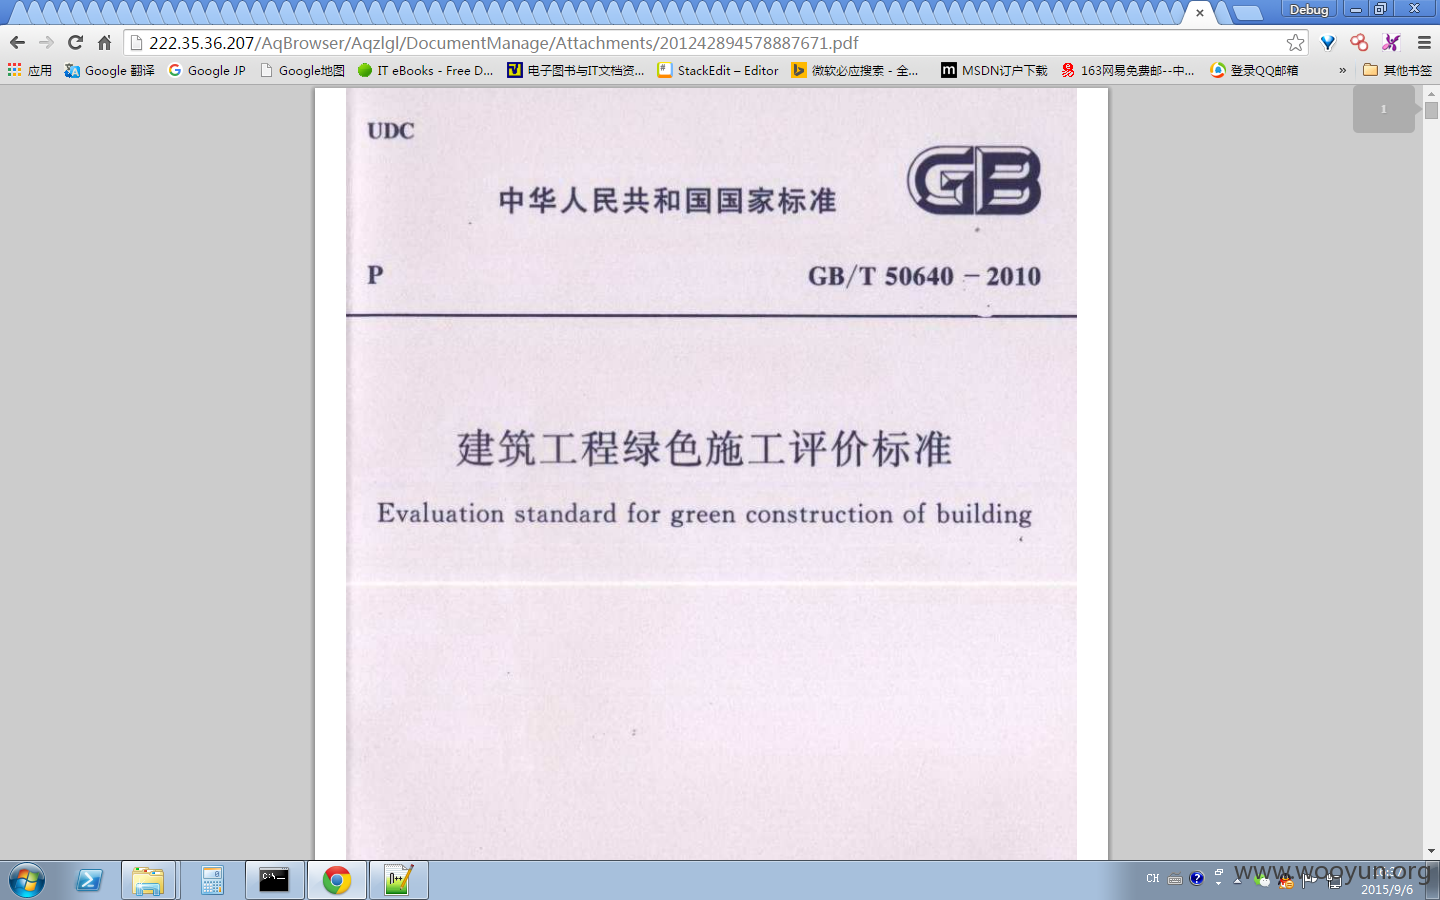 Debug
222.35.36.207/AqBrowser/Aqzlgl/DocumentManage/Attachments/201242894578887671.pdf
应用 Google 翻译 Google JP Google地图 IT eBooks - Free D... 电子图书与IT文档资... StackEdit – Editor 微软必应搜索 - 全... MSDN订户下载 163网易免费邮--中... 登录QQ邮箱 » 其他书签
1
UDC
GB
中华人民共和国国家标准
P GB/T 50640-2010
建筑工程绿色施工评价标准
Evaluation standard for green construction of building
CH
www.wooyun.org
2015/9/6